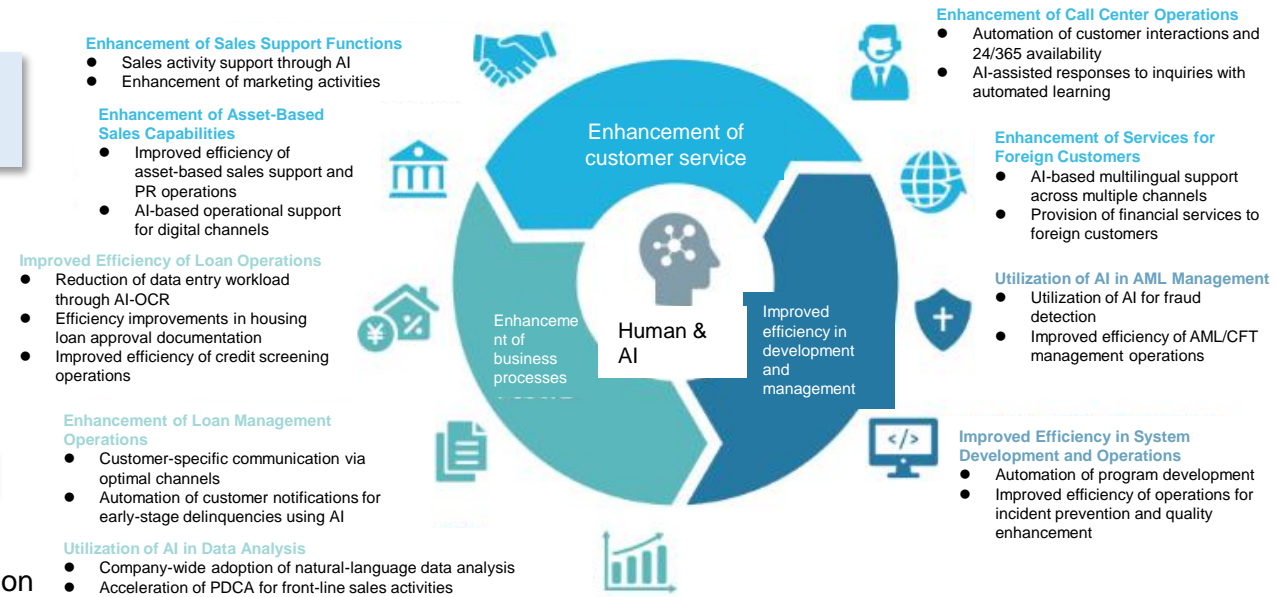 Enhancement of Sales Support Functions
● Sales activity support through AI
● Enhancement of marketing activities
Enhancement of Asset-Based
Sales Capabilities
● Improved efficiency of
asset-based sales support and
PR operations
● AI-based operational support
for digital channels
Improved Efficiency of Loan Operations
● Reduction of data entry workload
through AI-OCR
● Efficiency improvements in housing
loan approval documentation
● Improved efficiency of credit screening
operations
Enhancement of Loan Management
Operations
● Customer-specific communication via
optimal channels
● Automation of customer notifications for
early-stage delinquencies using AI
Utilization of AI in Data Analysis
● Company-wide adoption of natural-language data analysis
● Acceleration of PDCA for front-line sales activities
on
Enhancement of
customer service
Enhanceme
nt of
business
processes
Human &
AI
Improved
efficiency in
development
and
management
¥ %
</>
Enhancement of Call Center Operations
● Automation of customer interactions and
24/365 availability
● AI-assisted responses to inquiries with
automated learning
Enhancement of Services for
Foreign Customers
● AI-based multilingual support
across multiple channels
● Provision of financial services to
foreign customers
Utilization of AI in AML Management
● Utilization of AI for fraud
detection
● Improved efficiency of AML/CFT
management operations
Improved Efficiency in System
Development and Operations
● Automation of program development
● Improved efficiency of operations for
incident prevention and quality
enhancement